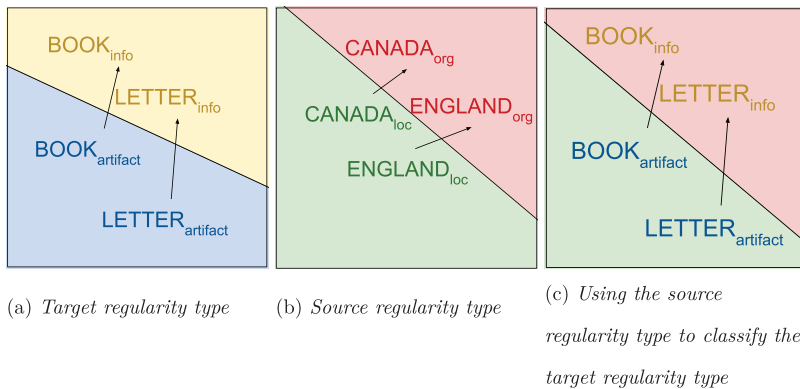 BOOKinfo
LETTERinfo
BOOKartifact
LETTERartifact
(a) Target regularity type
CANADAorg
ENGLANDorg
CANADAloc
ENGLANDloc
(b) Source regularity type
BOOKinfo
LETTERinfo
BOOKartifact
LETTERartifact
(c) Using the source
regularity type to classify the
target regularity type